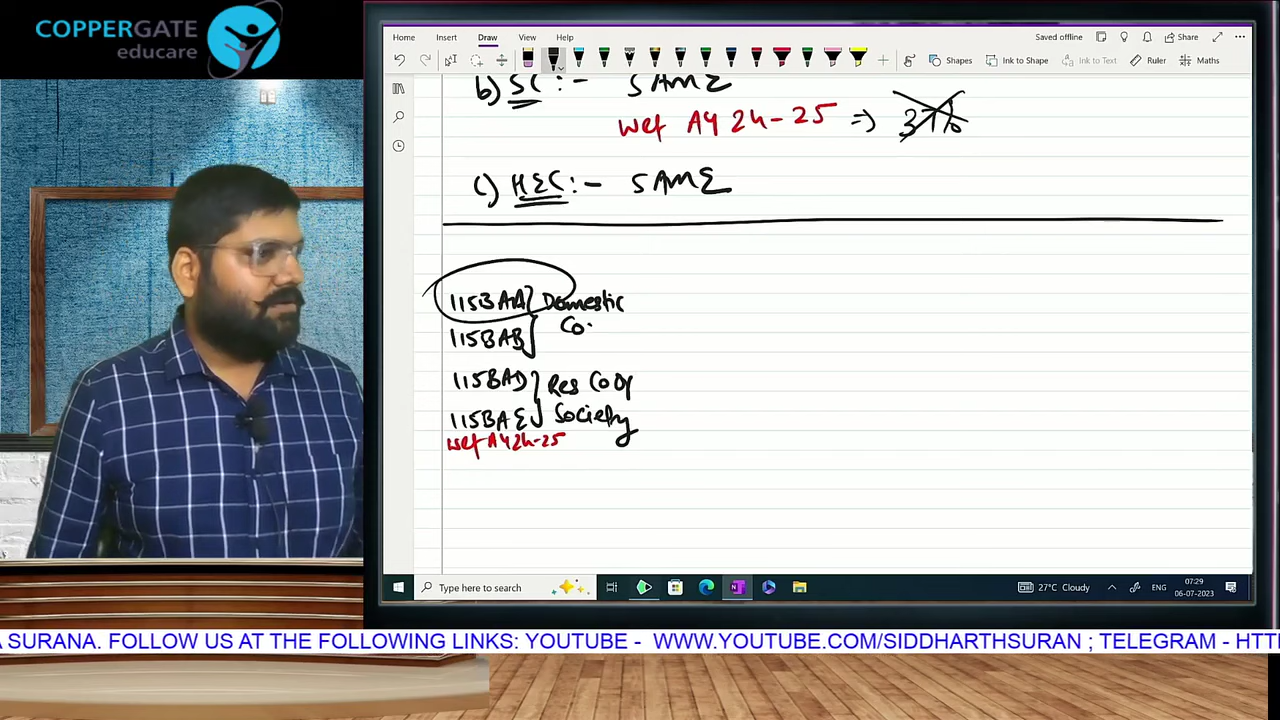 COPPERGATE
educare
Home Insert Draw View Help
Saved offline
Share
Shapes
Ink to Shape
Ink to Text
Ruler
Maths
b) SC :- SAME
wef AY 24-25 => 37%
c) HEC :- SAME
115BAA } Domestic
115BAB } Co.
115BAD } Res CoOp
115BAE } Society
wef AY 24-25
Type here to search
27°C Cloudy
ENG
07:29
06-07-2023
A SURANA. FOLLOW US AT THE FOLLOWING LINKS: YOUTUBE - WWW.YOUTUBE.COM/SIDDHARTHSURAN ; TELEGRAM - HTT